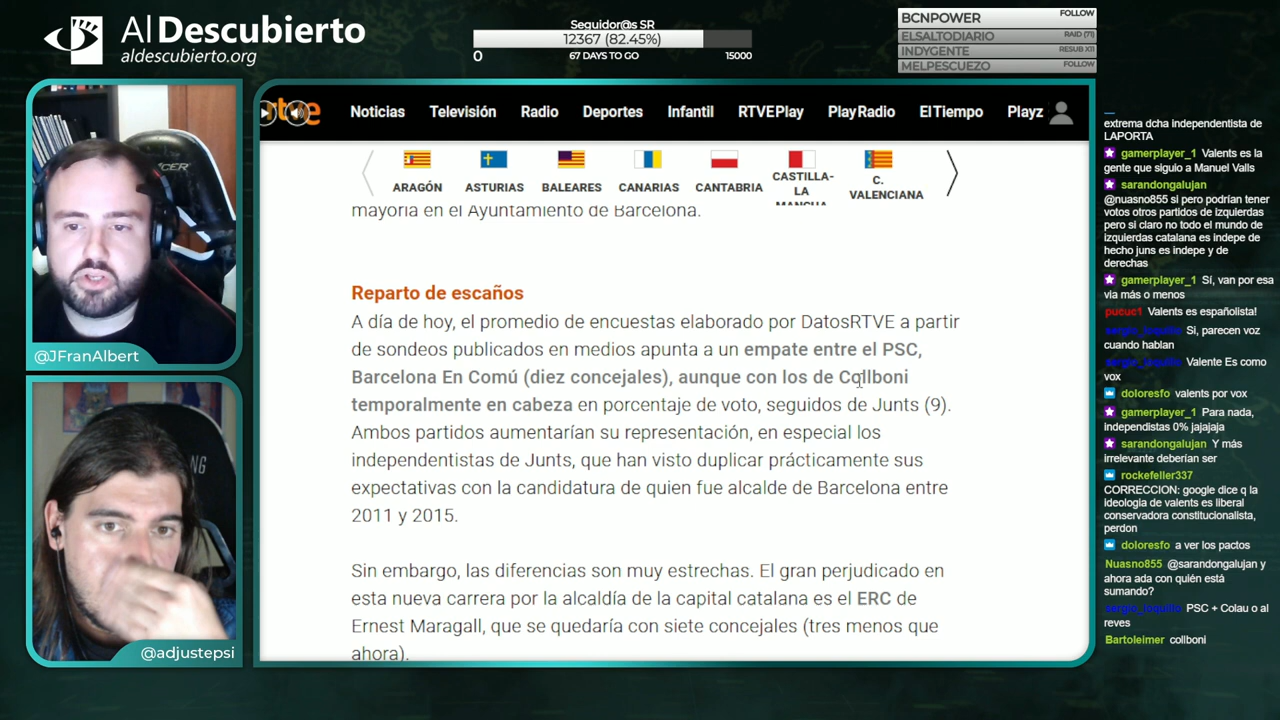 Al Descubierto
aldescubierto.org
Seguidor@s SR
12367 (82.45%)
0
67 DAYS TO GO
15000
BCNPOWER FOLLOW
ELSALTODIARIO RAID (71)
INDYGENTE RESUB X11
MELPESCUEZO FOLLOW
@JFranAlbert
@adjustepsi
rtve
Noticias Televisión Radio Deportes Infantil RTVEPlay PlayRadio ElTiempo Playz
ARAGÓN ASTURIAS BALEARES CANARIAS CANTABRIA CASTILLA-LA MANCHA C. VALENCIANA
mayoría en el Ayuntamiento de Barcelona.
Reparto de escaños
A día de hoy, el promedio de encuestas elaborado por DatosRTVE a partir
de sondeos publicados en medios apunta a un empate entre el PSC,
Barcelona En Comú (diez concejales), aunque con los de Collboni
temporalmente en cabeza en porcentaje de voto, seguidos de Junts (9).
Ambos partidos aumentarían su representación, en especial los
independentistas de Junts, que han visto duplicar prácticamente sus
expectativas con la candidatura de quien fue alcalde de Barcelona entre
2011 y 2015.
Sin embargo, las diferencias son muy estrechas. El gran perjudicado en
esta nueva carrera por la alcaldía de la capital catalana es el ERC de
Ernest Maragall, que se quedaría con siete concejales (tres menos que
ahora).
extrema dcha independentista de
LAPORTA
gamerplayer_1 Valents es la
gente que siguio a Manuel Valls
sarandongalujan
@nuasno855 si pero podrían tener
votos otros partidos de izquierdas
pero si claro no todo el mundo de
izquierdas catalana es indepe de
hecho juns es indepe y de
derechas
gamerplayer_1 Sí, van por esa
via más o menos
pucuc1 Valents es españolista!
sergio_loquillo Si, parecen voz
cuando hablan
sergio_loquillo Valente Es como
vox
doloresfo valents por vox
gamerplayer_1 Para nada,
independistas 0% jajajaja
sarandongalujan Y más
irrelevante deberían ser
rockefeller337
CORRECCION: google dice q la
ideologia de valents es liberal
conservadora constitucionalista,
perdon
doloresfo a ver los pactos
Nuasno855 @sarandongalujan y
ahora ada con quién está
sumando?
sergio_loquillo PSC + Colau o al
reves
Bartoleimer collboni